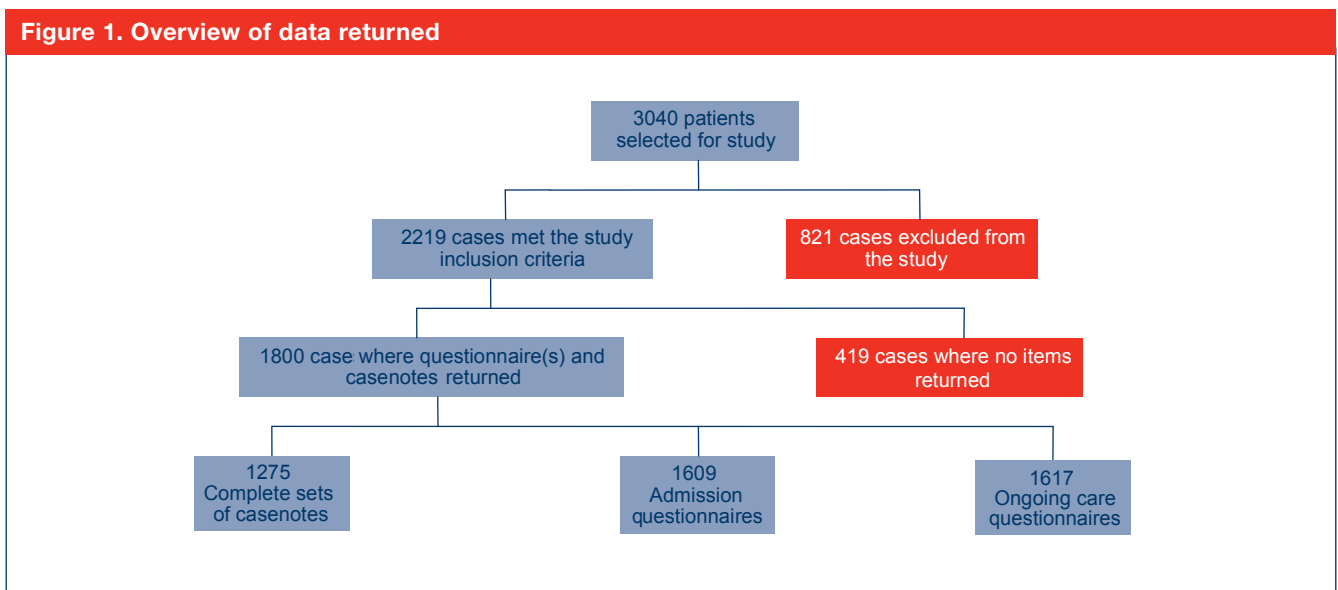 Figure 1. Overview of data returned
3040 patients
selected for study
2219 cases met the study
inclusion criteria
821 cases excluded from
the study
1800 case where questionnaire(s) and
casenotes returned
419 cases where no items
returned
1275
Complete sets
of casenotes
1609
Admission
questionnaires
1617
Ongoing care
questionnaires